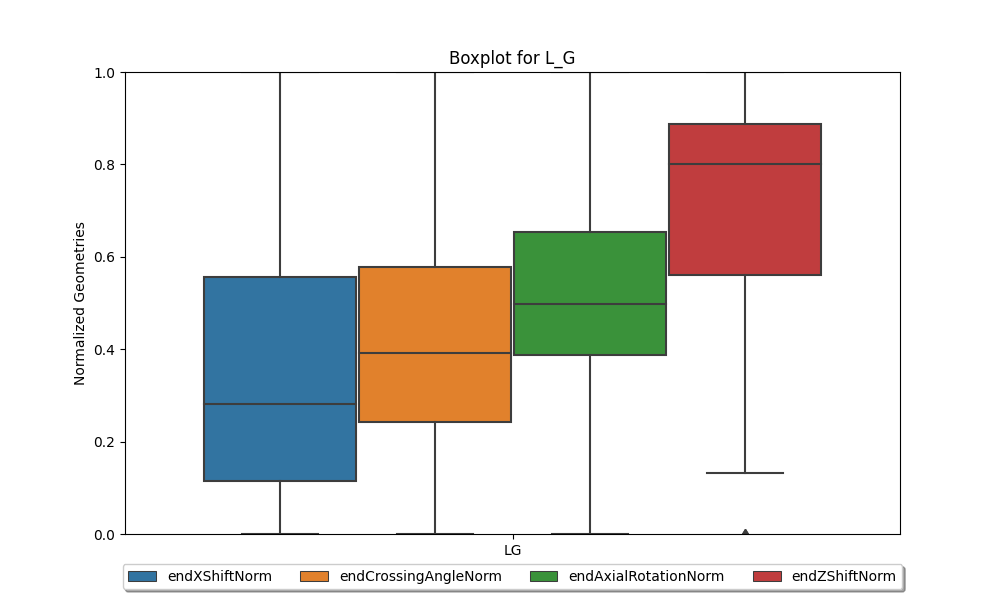 Boxplot for L_G
1.0
0.8
0.6
0.4
0.2
0.0
Normalized Geometries
LG
endXShiftNorm endCrossingAngleNorm endAxialRotationNorm endZShiftNorm